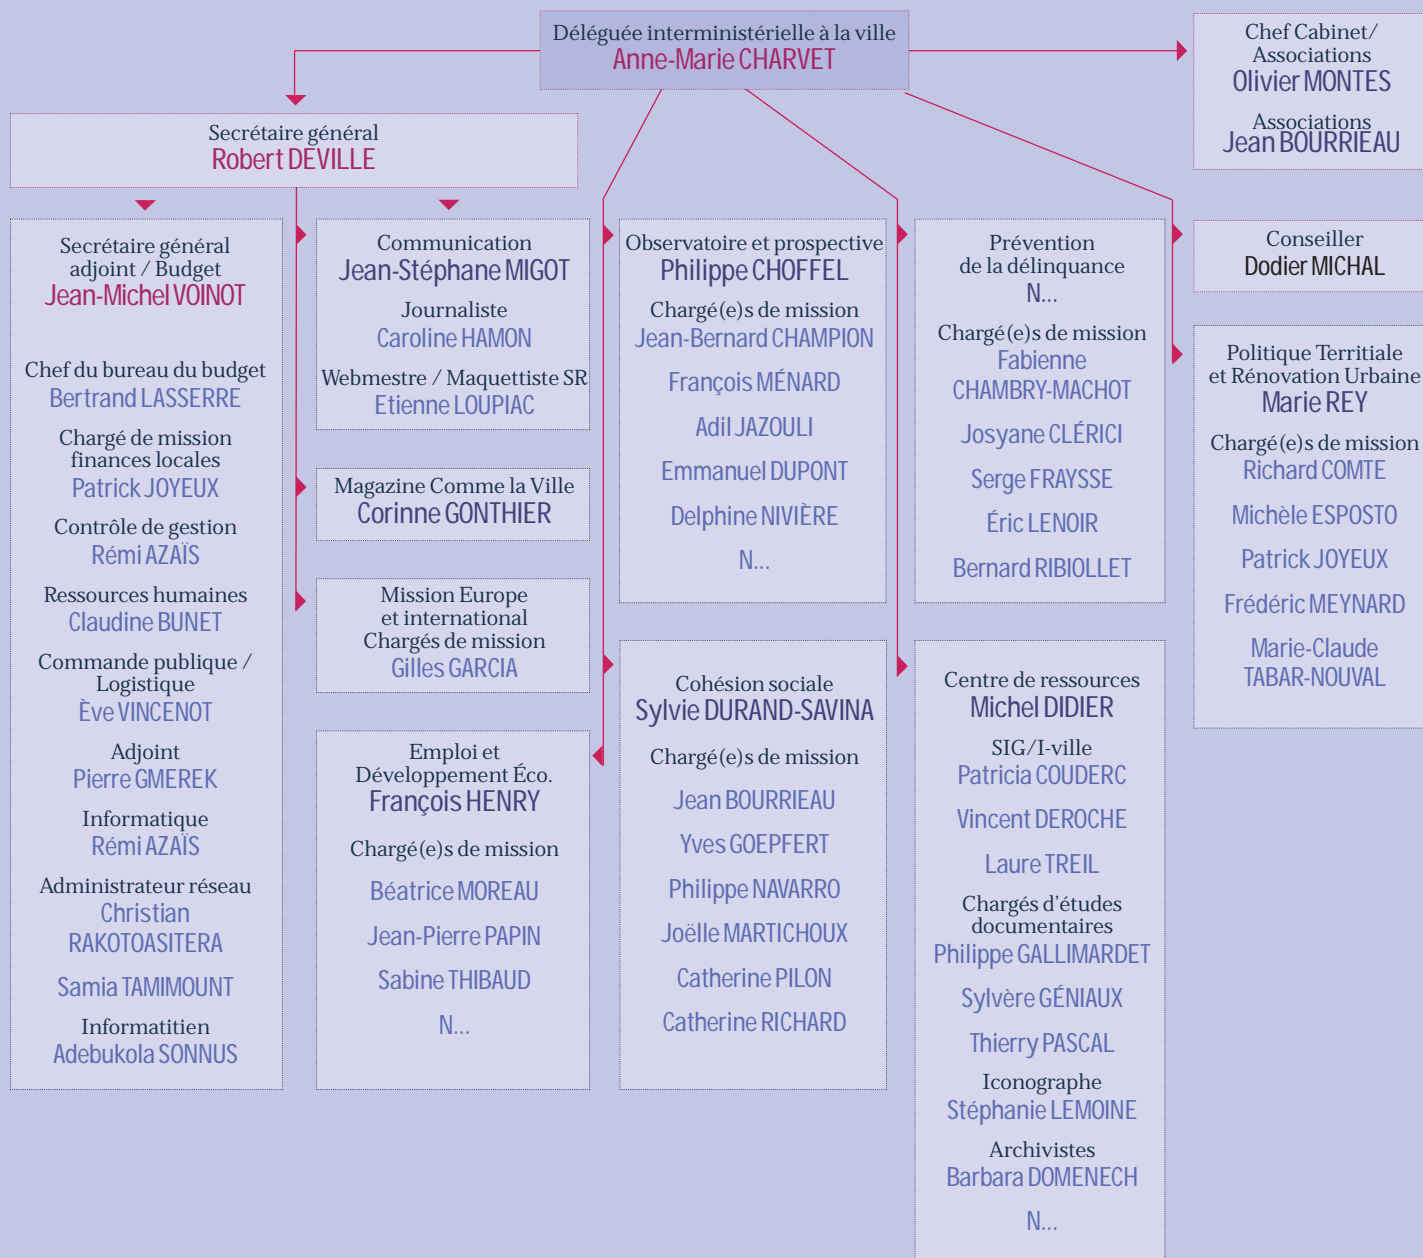 Déléguée interministérielle à la ville
Anne-Marie CHARVET
Chef Cabinet/
Associations
Olivier MONTES
Associations
Jean BOURRIEAU
Secrétaire général
Robert DEVILLE
Secrétaire général
adjoint / Budget
Jean-Michel VOINOT
Chef du bureau du budget
Bertrand LASSERRE
Chargé de mission
finances locales
Patrick JOYEUX
Contrôle de gestion
Rémi AZAÏS
Ressources humaines
Claudine BUNET
Commande publique /
Logistique
Ève VINCENOT
Adjoint
Pierre GMEREK
Informatique
Rémi AZAÏS
Administrateur réseau
Christian
RAKOTOASITERA
Samia TAMIMOUNT
Informatitien
Adebukola SONNUS
Communication
Jean-Stéphane MIGOT
Journaliste
Caroline HAMON
Webmestre / Maquettiste SR
Etienne LOUPIAC
Magazine Comme la Ville
Corinne GONTHIER
Mission Europe
et international
Chargés de mission
Gilles GARCIA
Emploi et
Développement Éco.
François HENRY
Chargé(e)s de mission
Béatrice MOREAU
Jean-Pierre PAPIN
Sabine THIBAUD
N...
Observatoire et prospective
Philippe CHOFFEL
Chargé(e)s de mission
Jean-Bernard CHAMPION
François MÉNARD
Adil JAZOULI
Emmanuel DUPONT
Delphine NIVIÈRE
N...
Cohésion sociale
Sylvie DURAND-SAVINA
Chargé(e)s de mission
Jean BOURRIEAU
Yves GOEPFERT
Philippe NAVARRO
Joëlle MARTICHOUX
Catherine PILON
Catherine RICHARD
Prévention
de la délinquance
N...
Chargé(e)s de mission
Fabienne
CHAMBRY-MACHOT
Josyane CLÉRICI
Serge FRAYSSE
Éric LENOIR
Bernard RIBIOLLET
Centre de ressources
Michel DIDIER
SIG/I-ville
Patricia COUDERC
Vincent DEROCHE
Laure TREIL
Chargés d'études
documentaires
Philippe GALLIMARDET
Sylvère GÉNIAUX
Thierry PASCAL
Iconographe
Stéphanie LEMOINE
Archivistes
Barbara DOMENECH
N...
Conseiller
Dodier MICHAL
Politique Territiale
et Rénovation Urbaine
Marie REY
Chargé(e)s de mission
Richard COMTE
Michèle ESPOSTO
Patrick JOYEUX
Frédéric MEYNARD
Marie-Claude
TABAR-NOUVAL